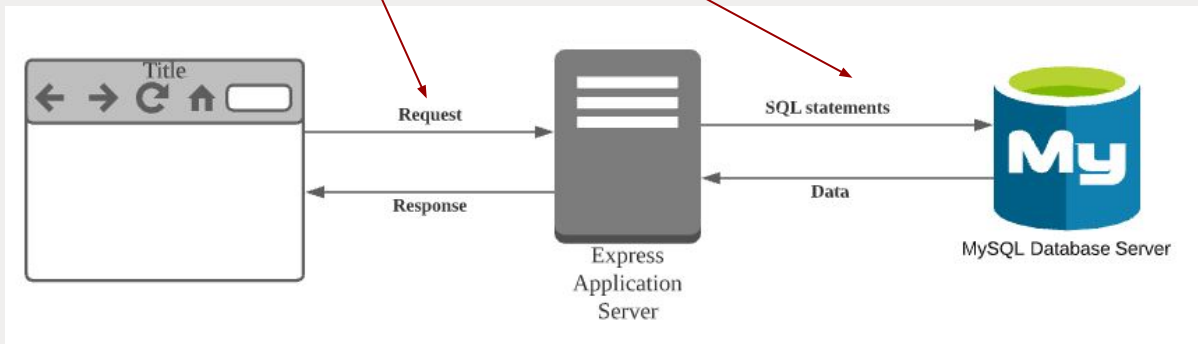 Title
Request
SQL statements
My
Response
Data
Express
Application
Server
MySQL Database Server